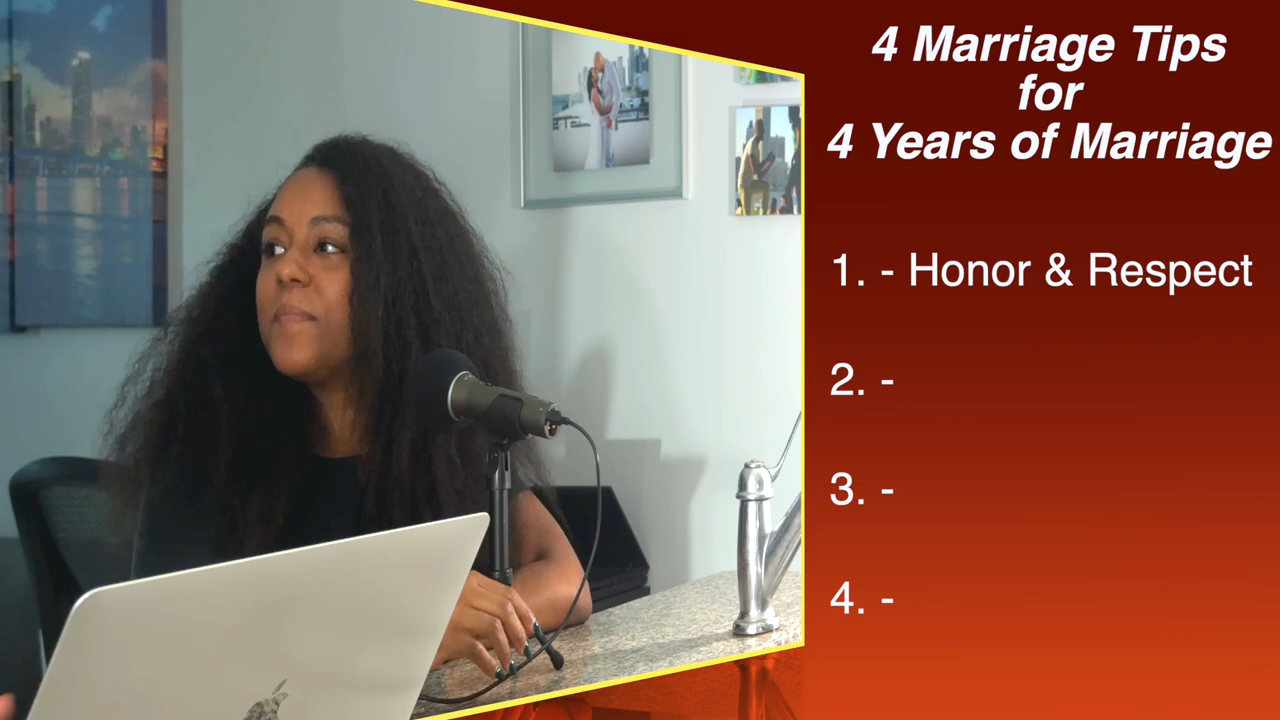 4 Marriage Tips
for
4 Years of Marriage
1. - Honor & Respect
2. -
3. -
4. -